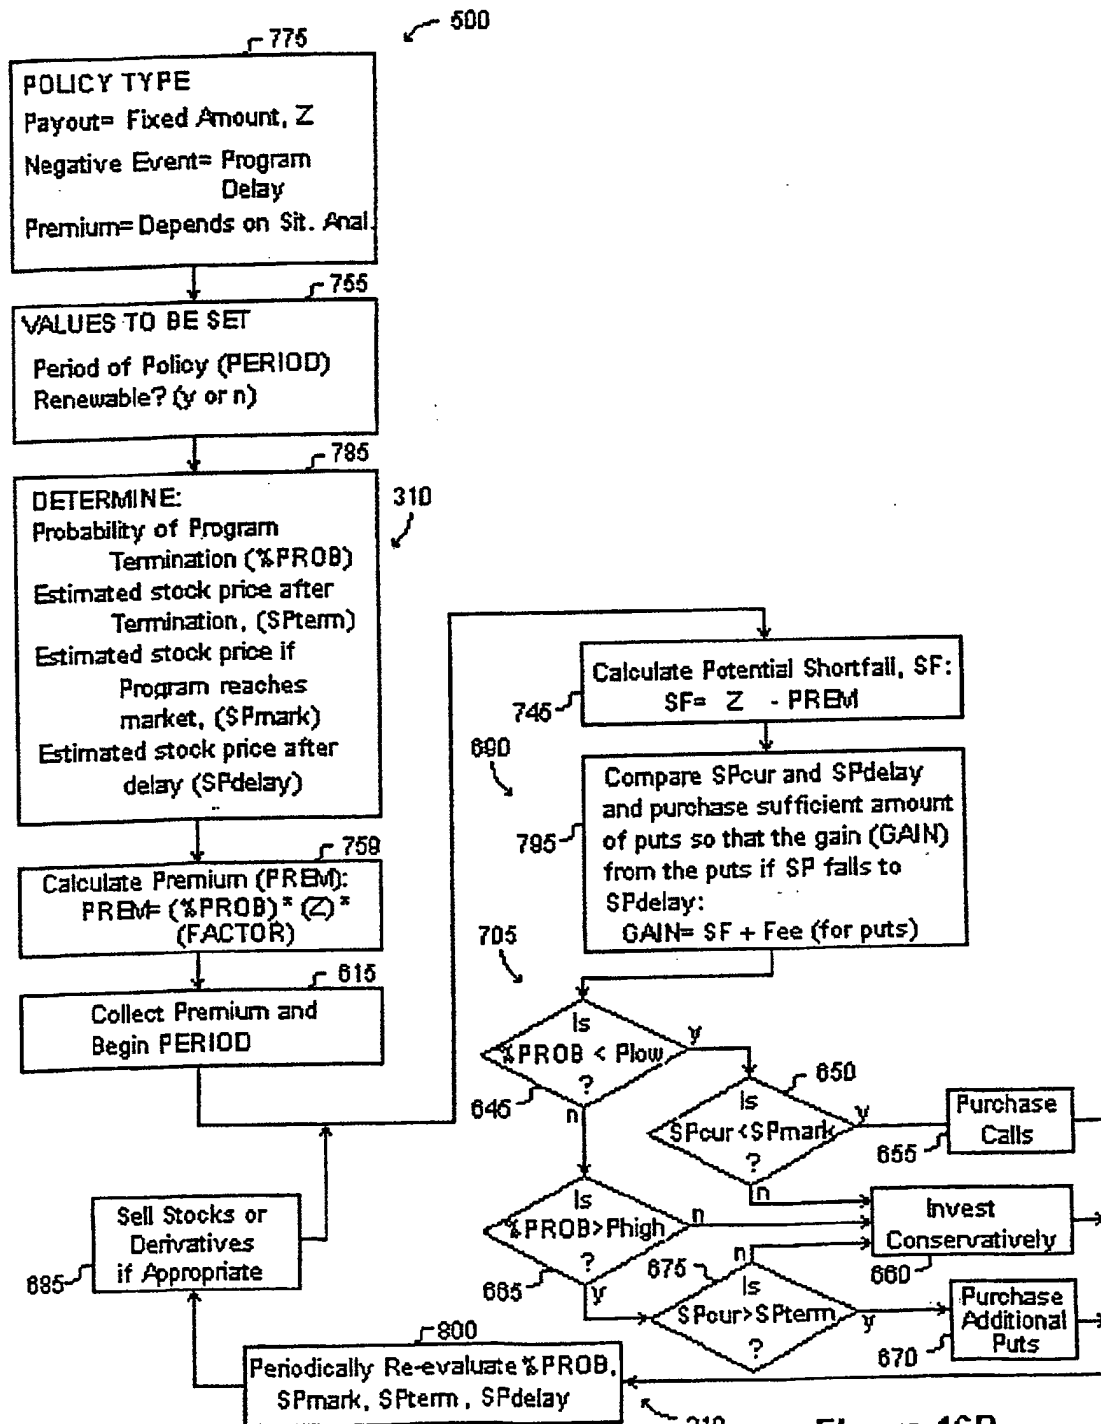 500
775
POLICY TYPE
Payout= Fixed Amount, Z
Negative Event= Program
Delay
Premium= Depends on Sit. Anal.
755
VALUES TO BE SET
Period of Policy (PERIOD)
Renewable? (y or n)
785
DETERMINE:
Probability of Program
Termination (%PROB)
Estimated stock price after
Termination, (SPterm)
Estimated stock price if
Program reaches
market, (SPmark)
Estimated stock price after
delay (SPdelay)
310
759
Calculate Premium (PREM):
PREM= (%PROB)* (Z)*
(FACTOR)
615
Collect Premium and
Begin PERIOD
745
Calculate Potential Shortfall, SF:
SF= Z - PREM
690
795
Compare SPcur and SPdelay
and purchase sufficient amount
of puts so that the gain (GAIN)
from the puts if SP falls to
SPdelay:
GAIN= SF + Fee (for puts)
705
Is
%PROB < Plow
?
y
n
645
650
Is
SPcur<SPmark
?
y
n
655
Purchase
Calls
Is
%PROB>Phigh
?
n
y
665
Invest
Conservatively
660
675
n
Is
SPcur>SPterm
?
y
Purchase
Additional
Puts
670
800
Periodically Re-evaluate %PROB,
SPmark, SPterm, SPdelay
Sell Stocks or
Derivatives
if Appropriate
685